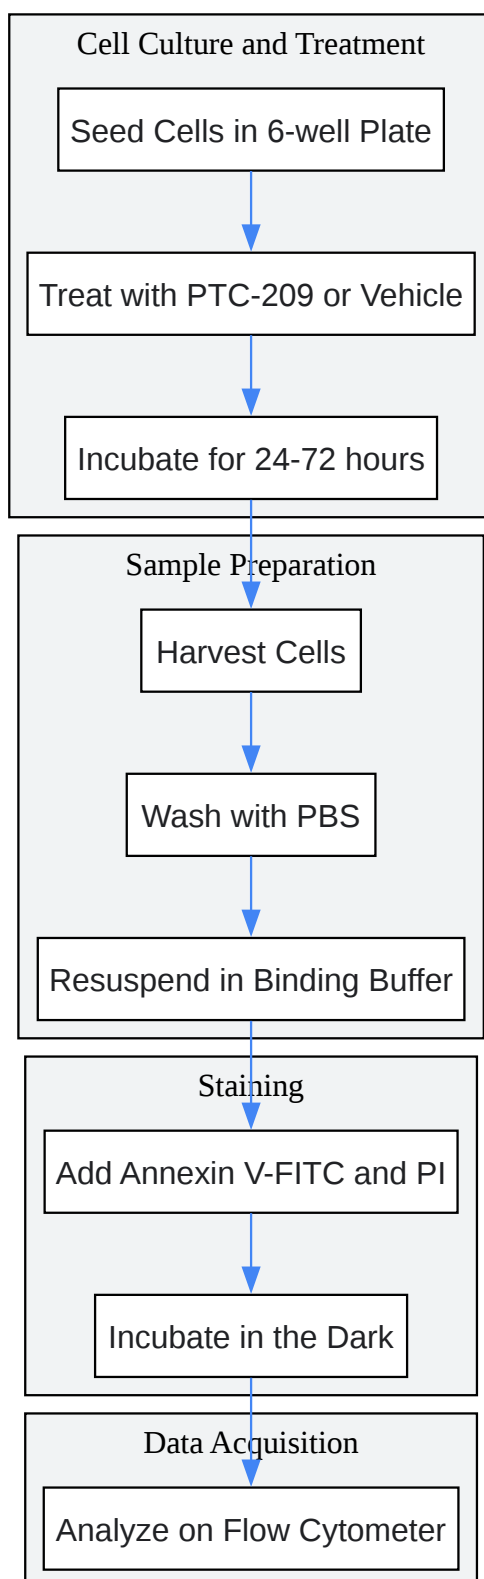 Cell Culture and Treatment
Seed Cells in 6-well Plate
Treat with PTC-209 or Vehicle
Incubate for 24-72 hours
Sample Preparation
Harvest Cells
Wash with PBS
Resuspend in Binding Buffer
Staining
Add Annexin V-FITC and PI
Incubate in the Dark
Data Acquisition
Analyze on Flow Cytometer